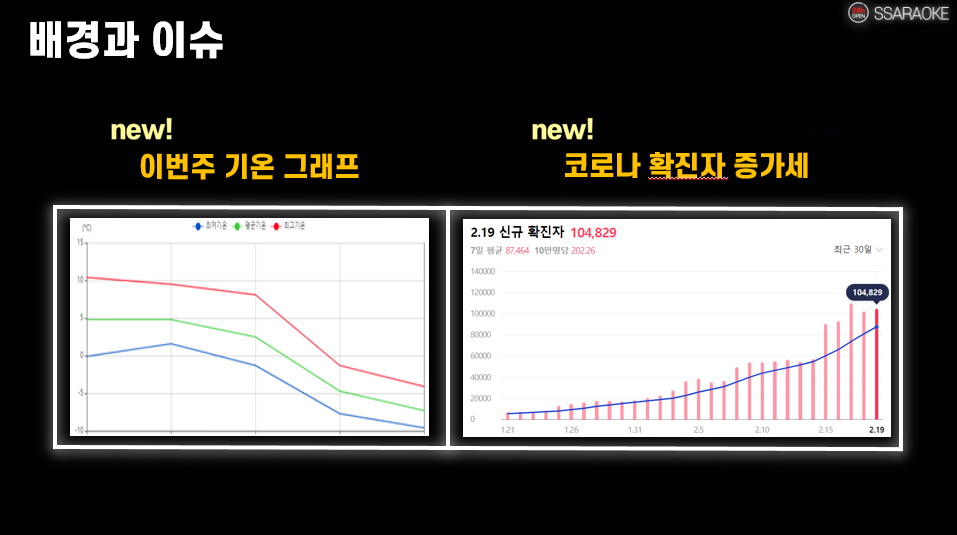 24h
OPEN
SSARAOKE
배경과 이슈
new!
이번주 기온 그래프
new!
코로나 확진자 증가세
(℃)
최저기온 평균기온 최고기온
15
10
5
0
-5
-10
2.19 신규 확진자 104,829
7일 평균 87,464 10만명당 202.26
최근 30일
140000
120000
104,829
100000
80000
60000
40000
20000
0
1.21 1.26 1.31 2.5 2.10 2.15 2.19